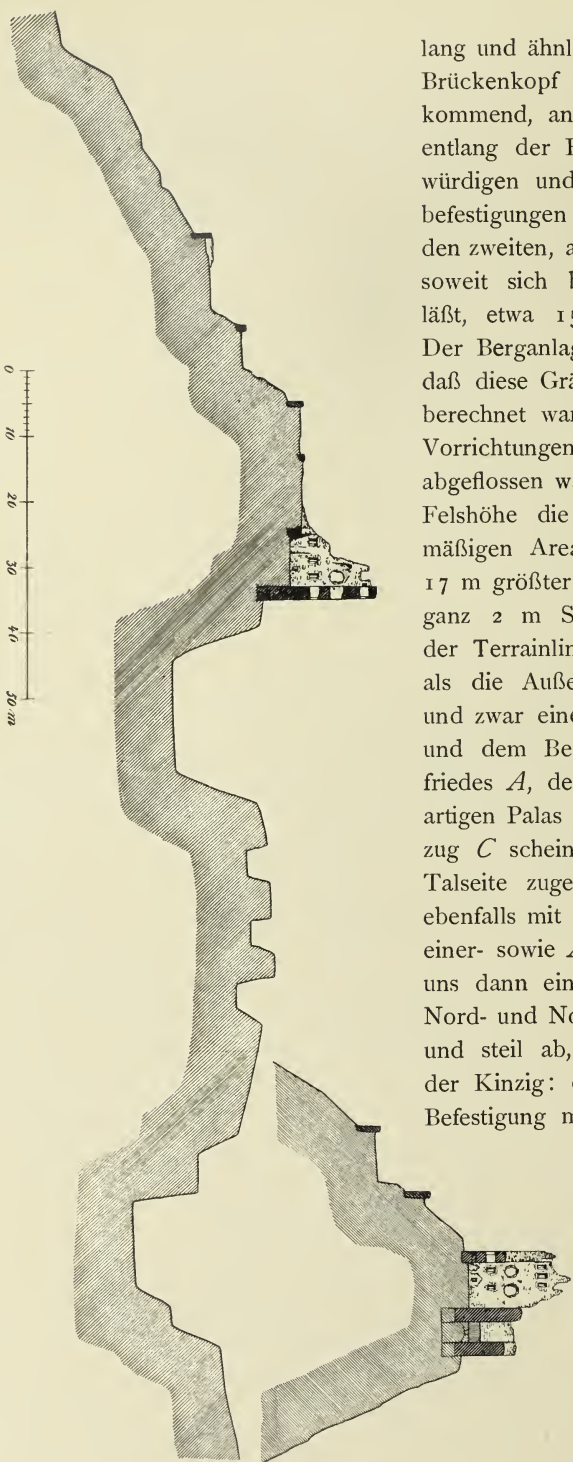 lang und ähnl
Brückenkopf
kommend, an
entlang der F
würdigen und
befestigungen
den zweiten, a
soweit sich
läßt, etwa 15
Der Berganlag
daß diese Grä
berechnet war
Vorrichtungen
abgeflossen w
Felshöhe die
mäßigen Area
17 m größter
ganz 2 m S
der Terrainlin
als die Auße
und zwar eine
und dem Be
friedes A, de
artigen Palas
zug C schein
Talseite zuge
ebenfalls mit
einer- sowie
uns dann ein
Nord- und No
und steil ab,
der Kinzig:
Befestigung m
0
10
20
30
40
50 m